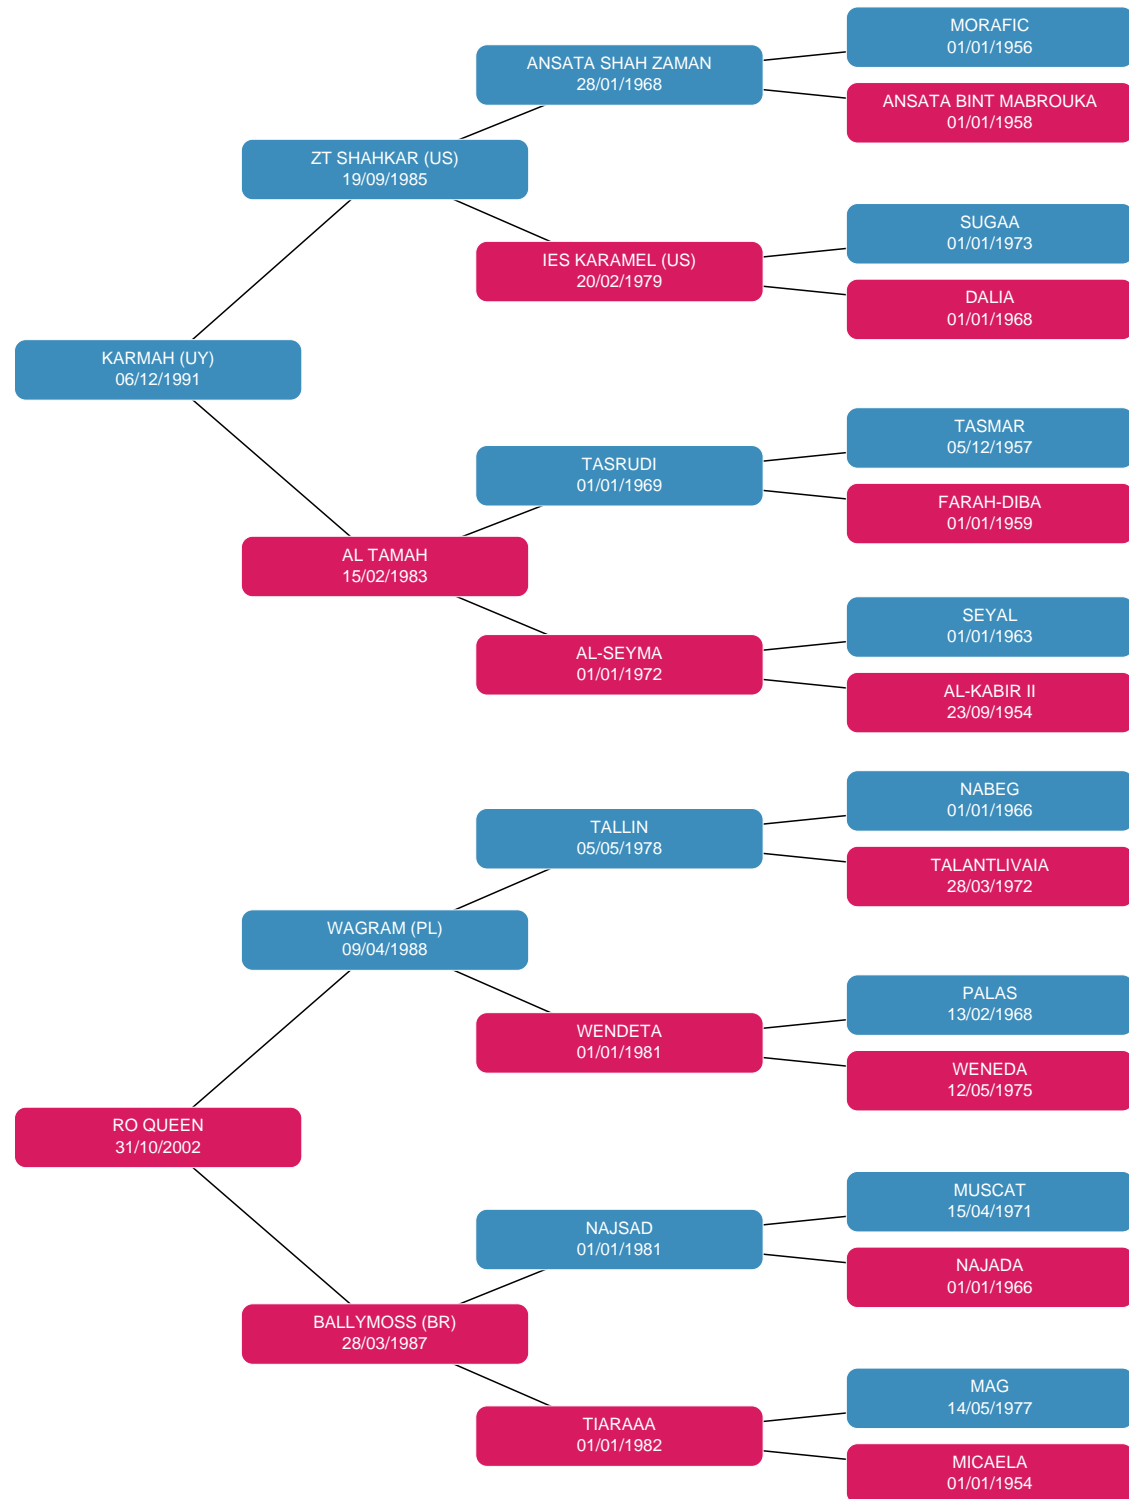 MORAFIC
01/01/1956
ANSATA SHAH ZAMAN
28/01/1968
ANSATA BINT MABROUKA
01/01/1958
ZT SHAHKAR (US)
19/09/1985
SUGAA
01/01/1973
IES KARAMEL (US)
20/02/1979
DALIA
01/01/1968
KARMAH (UY)
06/12/1991
TASMAR
05/12/1957
TASRUDI
01/01/1969
FARAH-DIBA
01/01/1959
AL TAMAH
15/02/1983
SEYAL
01/01/1963
AL-SEYMA
01/01/1972
AL-KABIR II
23/09/1954
NABEG
01/01/1966
TALLIN
05/05/1978
TALANTLIVAIA
28/03/1972
WAGRAM (PL)
09/04/1988
PALAS
13/02/1968
WENDETA
01/01/1981
WENEDA
12/05/1975
RO QUEEN
31/10/2002
MUSCAT
15/04/1971
NAJSAD
01/01/1981
NAJADA
01/01/1966
BALLYMOSS (BR)
28/03/1987
MAG
14/05/1977
TIARAAA
01/01/1982
MICAELA
01/01/1954